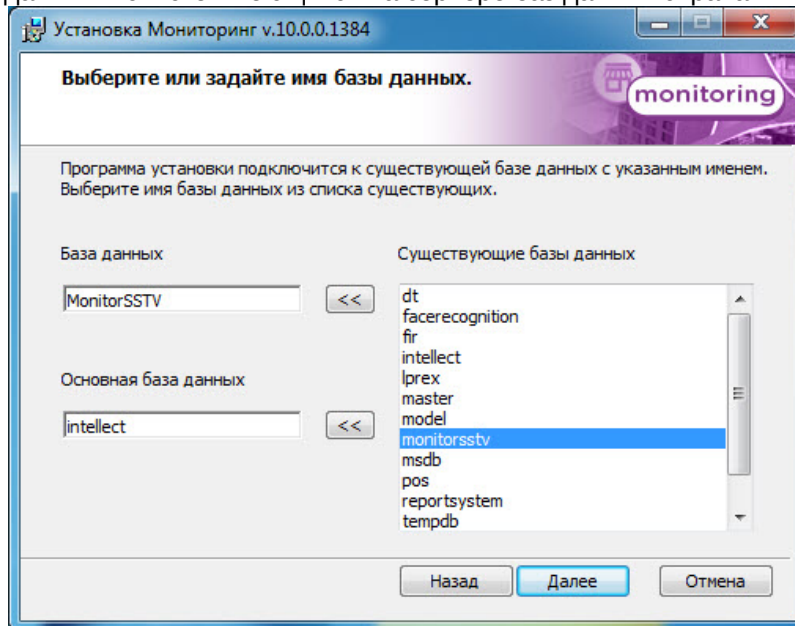 Установка Мониторинг v.10.0.0.1384
Выберите или задайте имя базы данных.
monitoring
Программа установки подключится к существующей базе данных с указанным именем.
Выберите имя базы данных из списка существующих.
База данных
Существующие базы данных
MonitorSSTV
<<
dt
facerecognition
fir
intellect
lprex
master
model
monitorsstv
msdb
pos
reportsystem
tempdb
Основная база данных
intellect
<<
Назад
Далее
Отмена